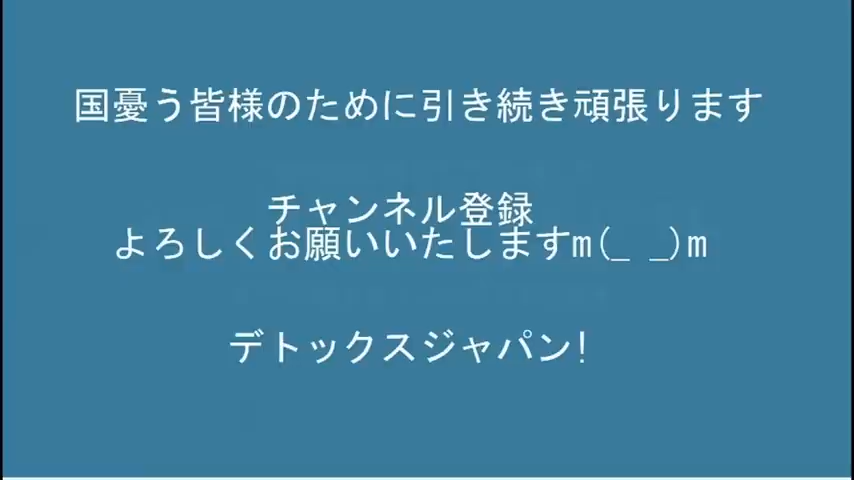 国憂う皆様のために引き続き頑張ります
チャンネル登録
よろしくお願いいたしますm(_ _)m
デトックスジャパン!